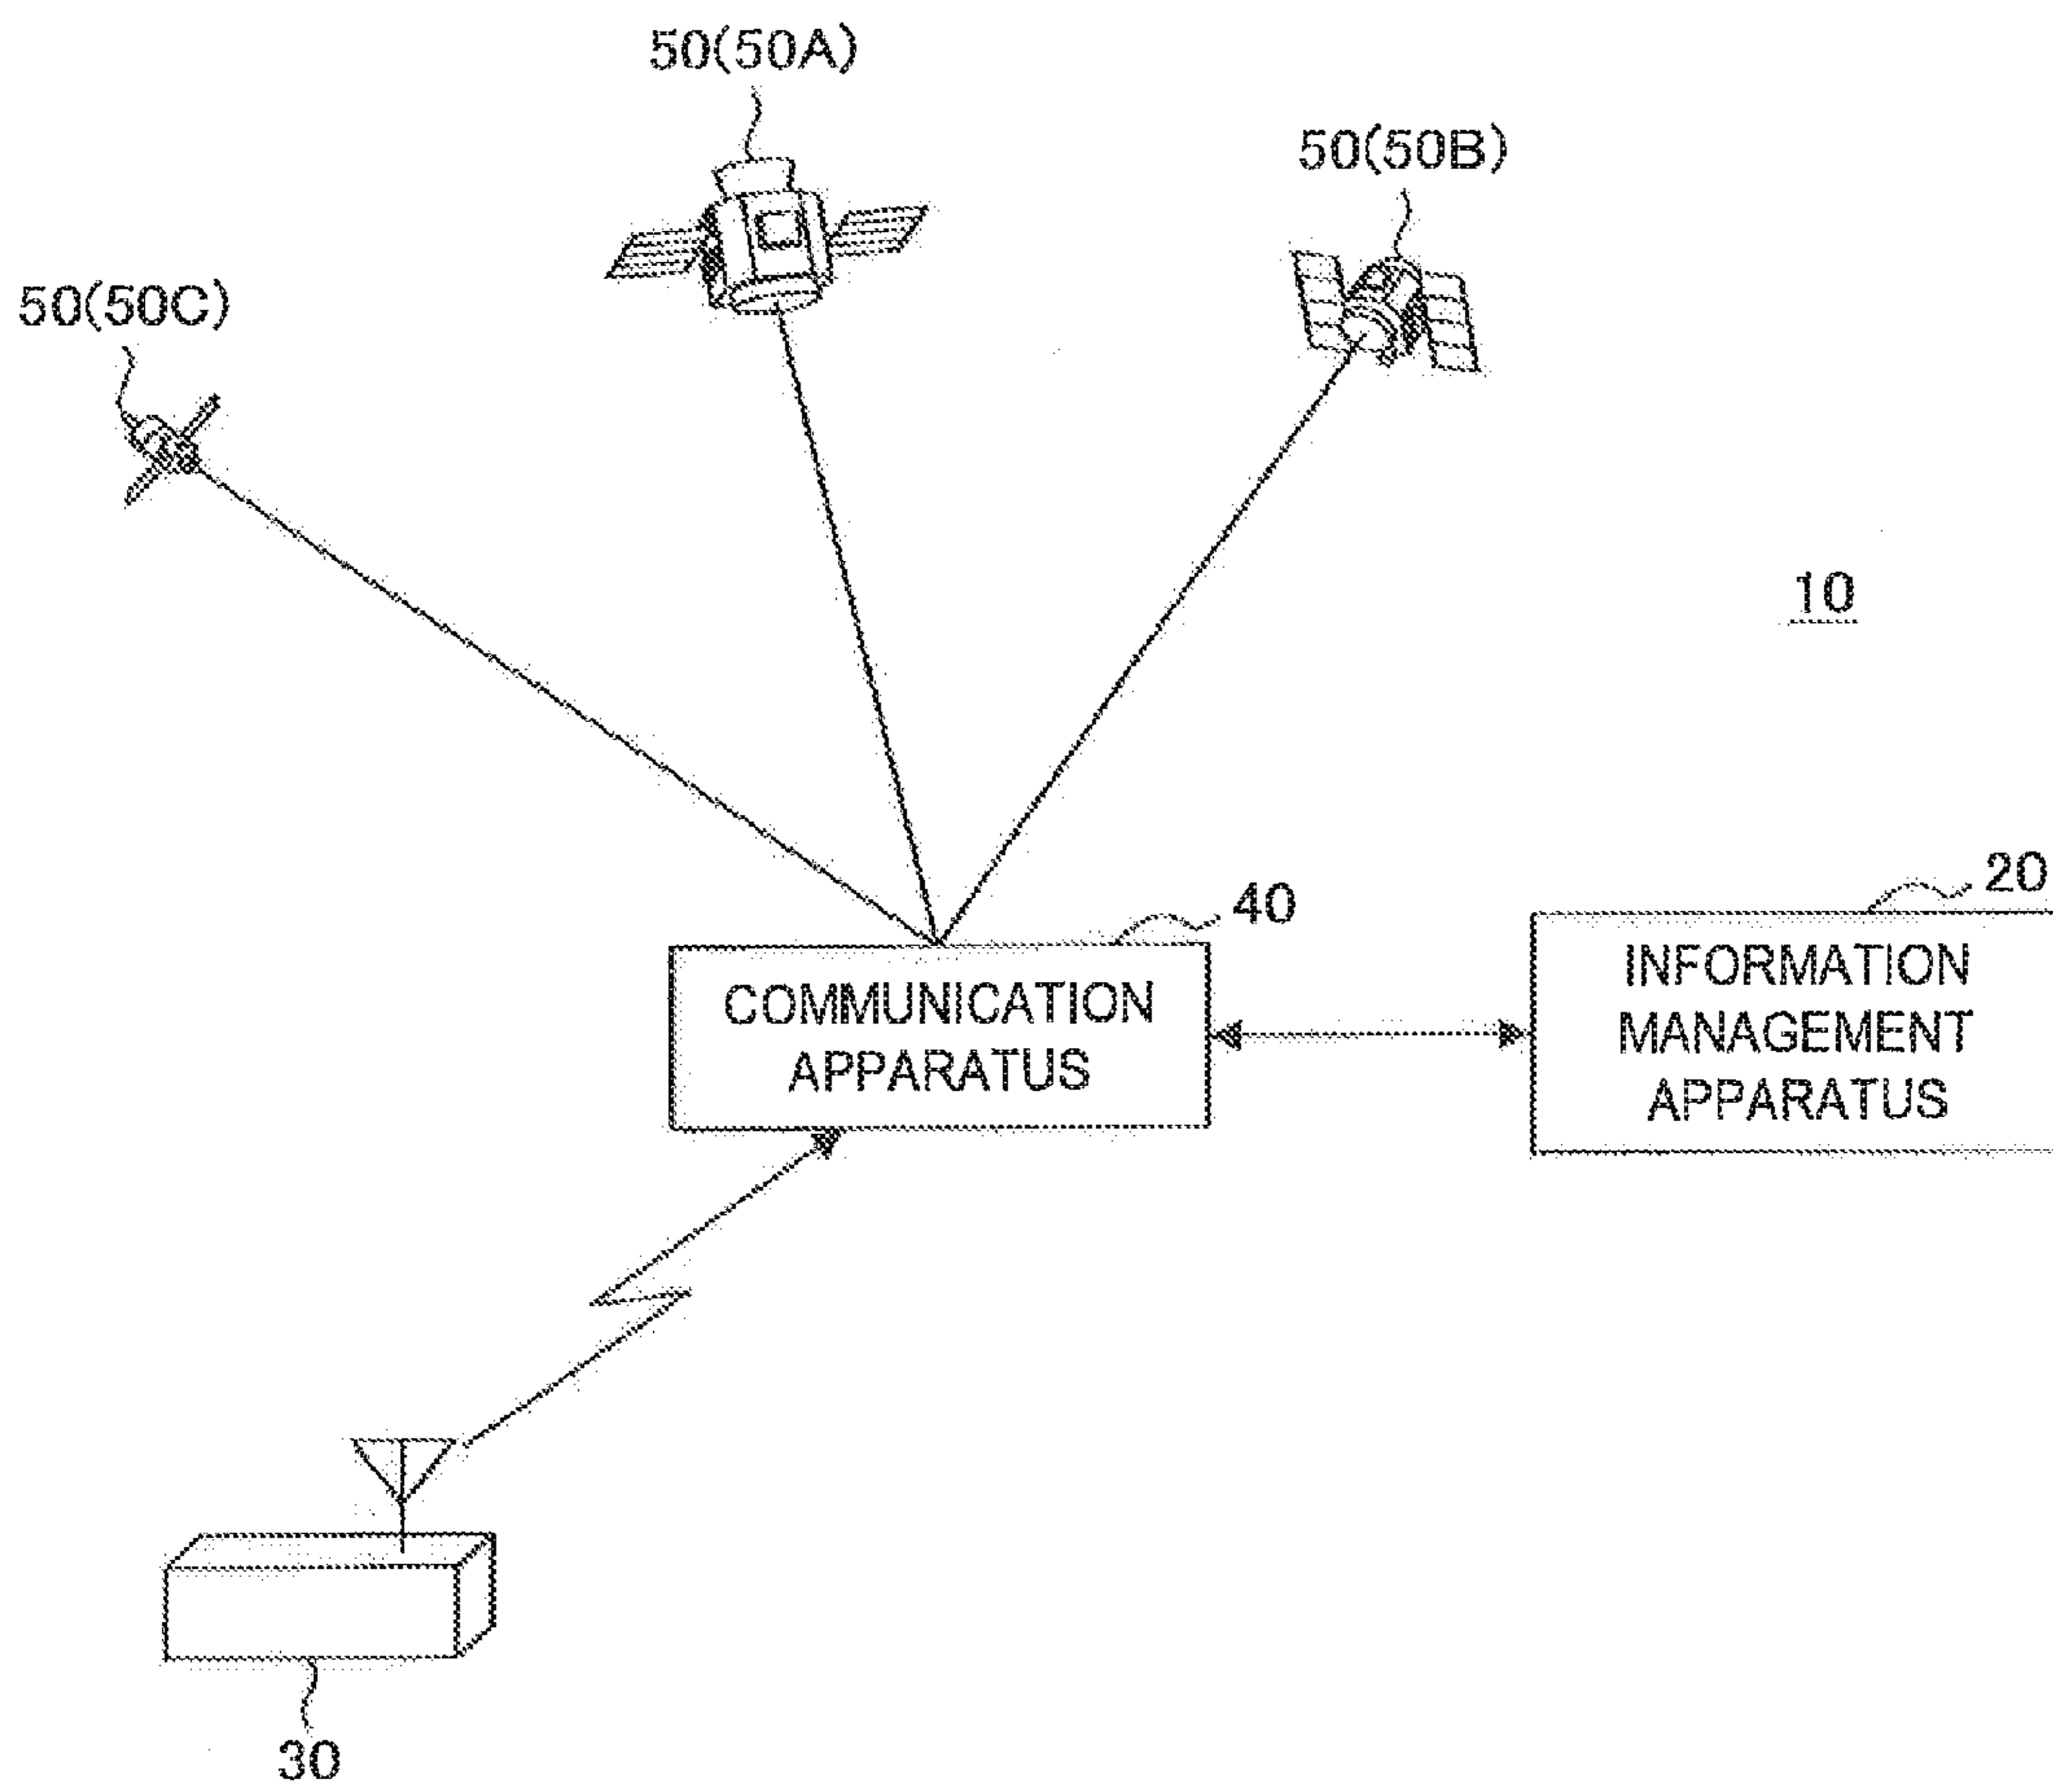 50(50A)
50(50B)
50(50C)
10
20
40
INFORMATION
MANAGEMENT
APPARATUS
COMMUNICATION
APPARATUS
30